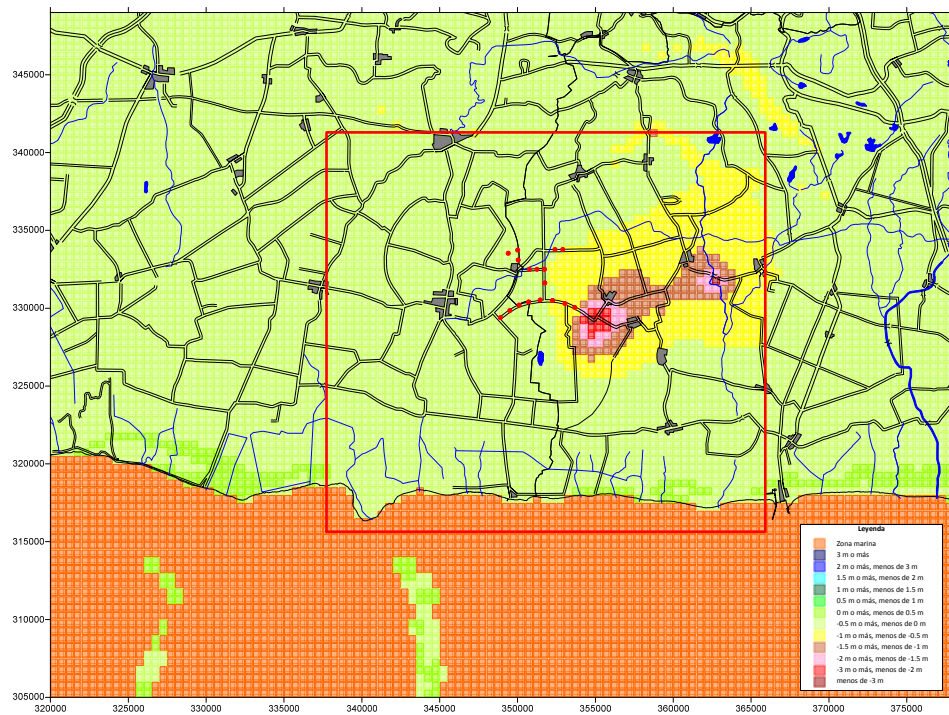 345000
340000
335000
330000
325000
320000
315000
310000
305000
320000 325000 330000 335000 340000 345000 350000 355000 360000 365000 370000 375000
Leyenda
Zona marina
3 m o más
2 m o más, menos de 3 m
1.5 m o más, menos de 2 m
1 m o más, menos de 1.5 m
0.5 m o más, menos de 1 m
0 m o más, menos de 0.5 m
-0.5 m o más, menos de 0 m
-1 m o más, menos de -0.5 m
-1.5 m o más, menos de -1 m
-2 m o más, menos de -1.5 m
-3 m o más, menos de -2 m
menos de -3 m